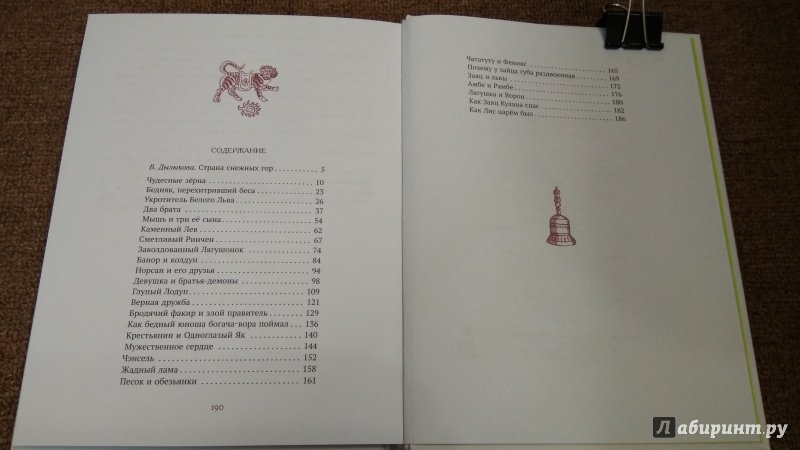 СОДЕРЖАНИЕ
В. Дылыкова. Страна снежных гор . . . . . . . . . . . 5
Чудесные зёрна . . . . . . . . . . . . . . . . . . . . 10
Бедняк, перехитривший беса . . . . . . . . . . . . . . 23
Укротитель Белого Льва . . . . . . . . . . . . . . . . 26
Два брата . . . . . . . . . . . . . . . . . . . . . . 37
Мышь и три её сына . . . . . . . . . . . . . . . . . . 54
Каменный Лев . . . . . . . . . . . . . . . . . . . . . 62
Сметливый Ринчен . . . . . . . . . . . . . . . . . . . 67
Заколдованный Лягушонок . . . . . . . . . . . . . . . 74
Банор и колдун . . . . . . . . . . . . . . . . . . . . 84
Норсан и его друзья . . . . . . . . . . . . . . . . . 94
Девушка и братья-демоны . . . . . . . . . . . . . . . 98
Глупый Лодуп . . . . . . . . . . . . . . . . . . . . . 109
Верная дружба . . . . . . . . . . . . . . . . . . . . 121
Бродячий факир и злой правитель . . . . . . . . . . . 129
Как бедный юноша богача-вора поймал . . . . 136
Крестьянин и Одноглазый Як . . . . . . . . . . . . . . 140
Мужественное сердце . . . . . . . . . . . . . . . . . 144
Чэнсель . . . . . . . . . . . . . . . . . . . . . . . 152
Жадный лама . . . . . . . . . . . . . . . . . . . . . 158
Песок и обезьянки . . . . . . . . . . . . . . . . . . 161
190
Чататуту и Феникс . . . . . . . . . . . . . . . . . . 165
Почему у зайца губа раздвоенная . . . . . . . . . . . 169
Заяц и львы . . . . . . . . . . . . . . . . . . . . . 172
Амбе и Рамбе . . . . . . . . . . . . . . . . . . . . . 176
Лягушка и Ворон . . . . . . . . . . . . . . . . . . . 180
Как Заяц Кулана спас . . . . . . . . . . . . . . . . . 182
Как Лис царём был . . . . . . . . . . . . . . . . . . 186
Лабиринт.ру